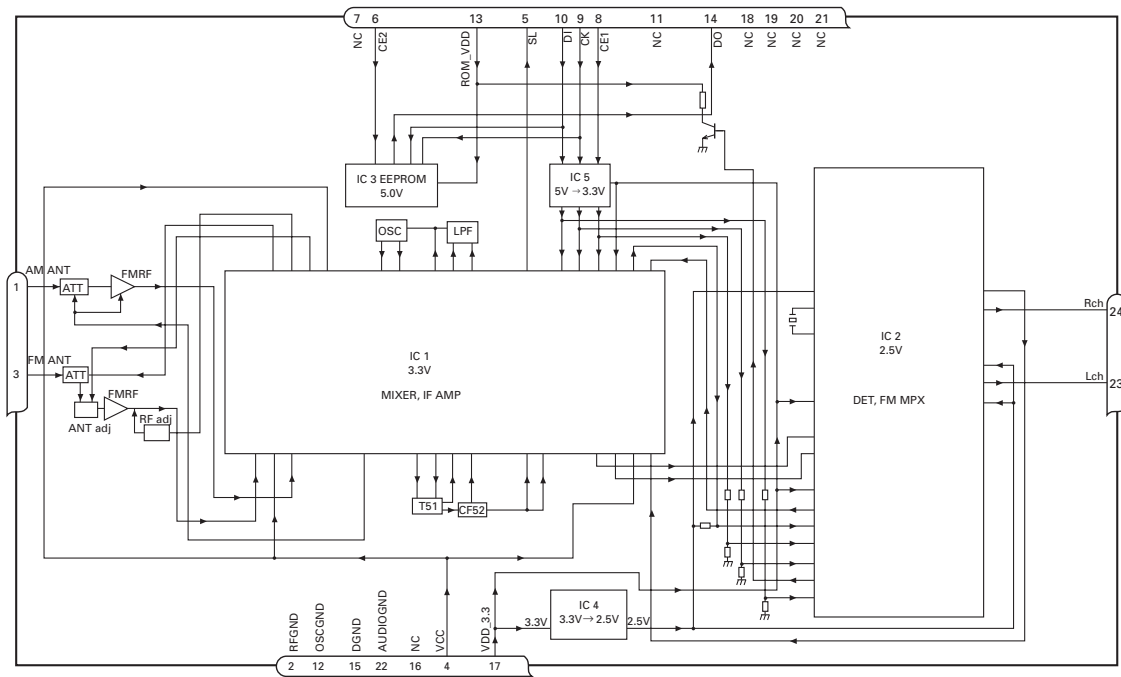 7 6 13 5 10 9 8 11 14 18 19 20 21
NC CE2 ROM_VDD SL DI CK CE1 NC DO NC NC NC NC
IC 3 EEPROM
5.0V
IC 5
5V → 3.3V
OSC
LPF
1
AM ANT
ATT
FMRF
3
FM ANT
ATT
FMRF
ANT adj
RF adj
IC 1
3.3V
MIXER, IF AMP
IC 2
2.5V
DET, FM MPX
Rch
24
Lch
23
T51
CF52
IC 4
3.3V→ 2.5V
3.3V
2.5V
RFGND OSCGND DGND AUDIOGND NC VCC VDD_3.3
2 12 15 22 16 4 17